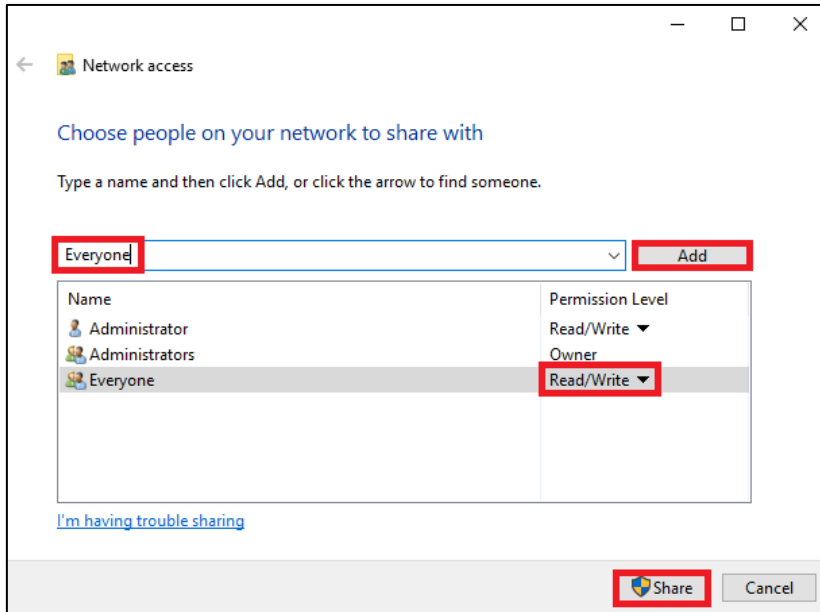 Network access
Choose people on your network to share with
Type a name and then click Add, or click the arrow to find someone.
Everyone
Add
Name Permission Level
Administrator Read/Write
Administrators Owner
Everyone Read/Write
I'm having trouble sharing
Share Cancel